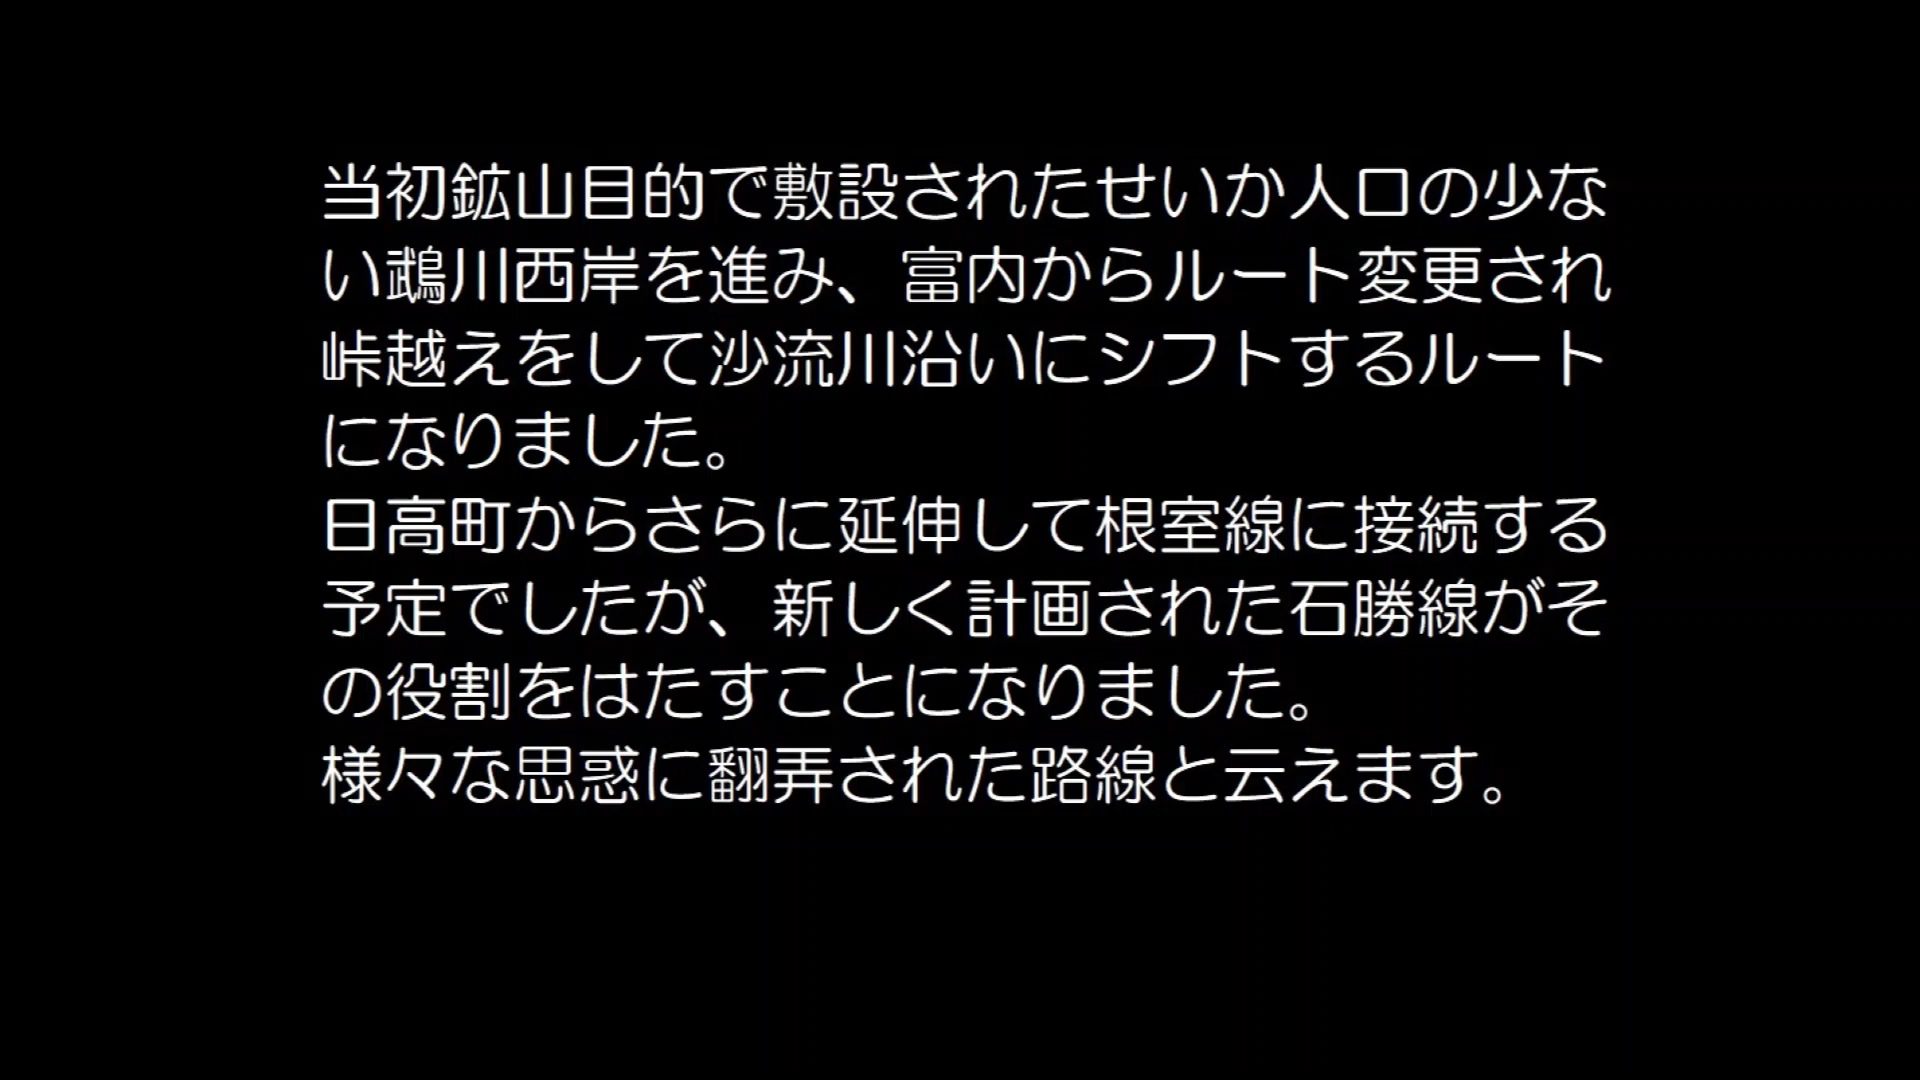 当初鉱山目的で敷設されたせいか人口の少な
い鵡川西岸を進み、富内からルート変更され
峠越えをして沙流川沿いにシフトするルート
になりました。
日高町からさらに延伸して根室線に接続する
予定でしたが、新しく計画された石勝線がそ
の役割をはたすことになりました。
様々な思惑に翻弄された路線と云えます。